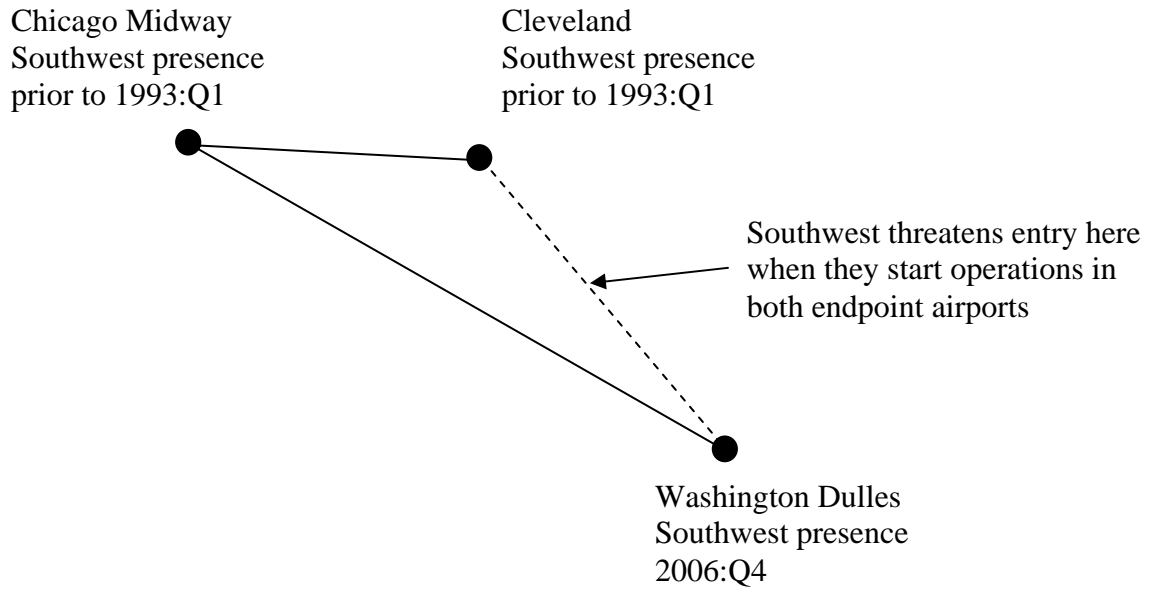 Chicago Midway
Southwest presence
prior to 1993:Q1
Cleveland
Southwest presence
prior to 1993:Q1
Southwest threatens entry here
when they start operations in
both endpoint airports
Washington Dulles
Southwest presence
2006:Q4